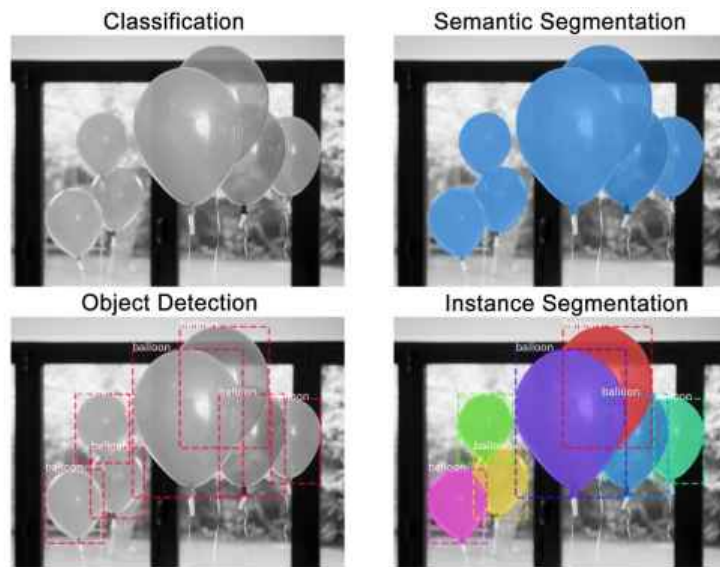 Classification
Semantic Segmentation
Object Detection
Instance Segmentation
balloon
balloon
balloon
balloon
balloon
balloon
balloon
balloon